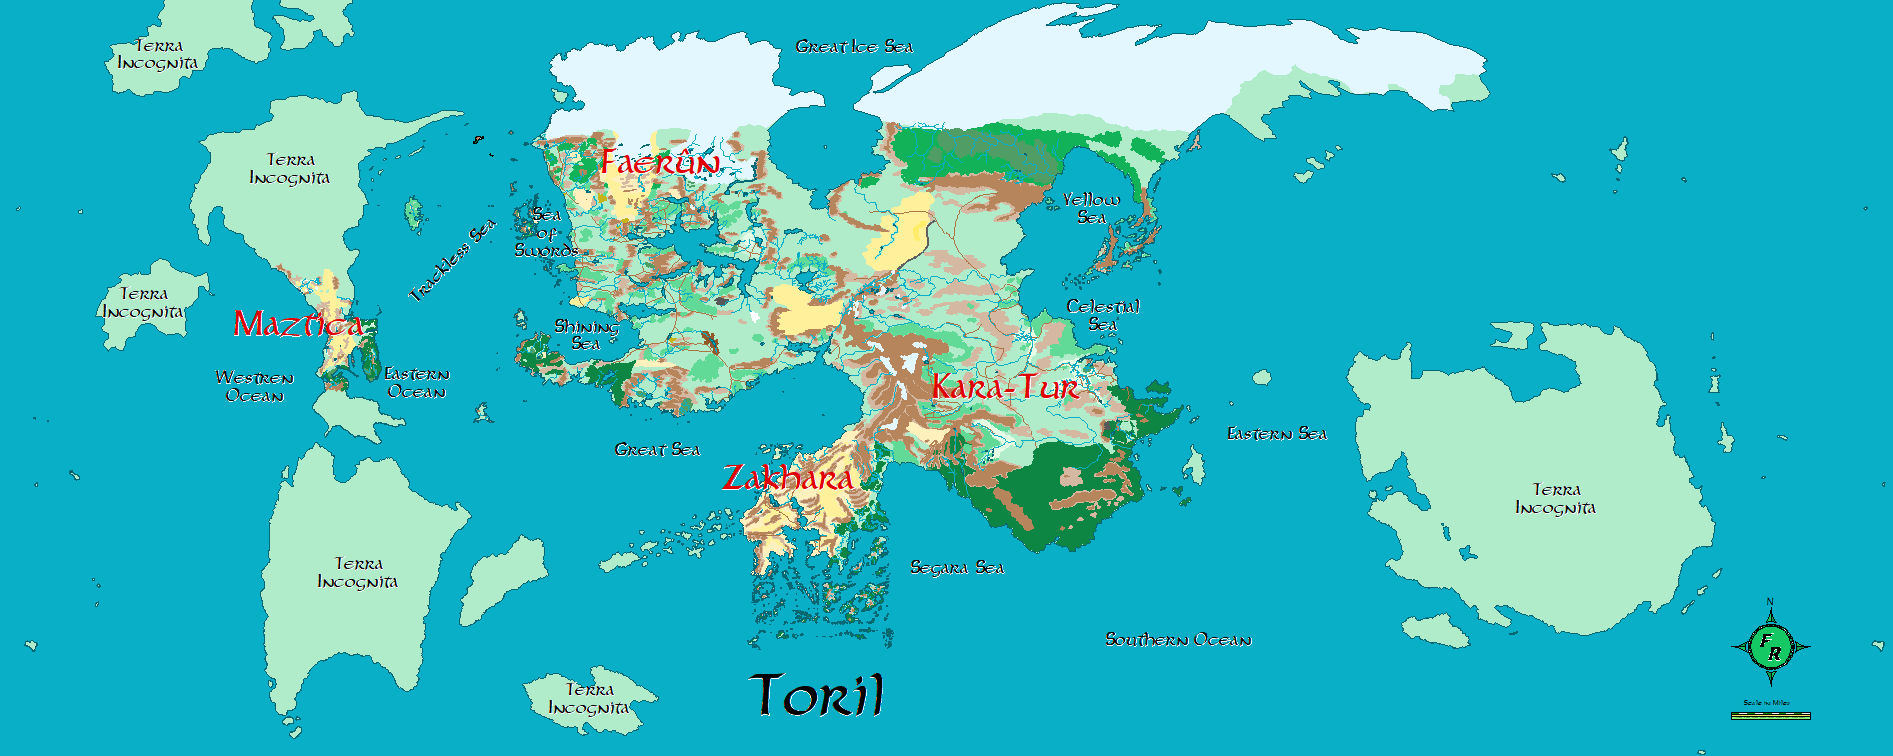 Terra
Incognita
Great Ice Sea
Terra
Incognita
Faerûn
Yellow
Sea
Sea
of
Swords
Trackless Sea
Terra
Incognita
Maztica
Shining
Sea
Celestial
Sea
Westren
Ocean
Eastern
Ocean
Kara-Tur
Great Sea
Eastern Sea
Zakhara
Terra
Incognita
Terra
Incognita
Segara Sea
Southern Ocean
Terra
Incognita
Toril
N
F
R
Scale in Miles